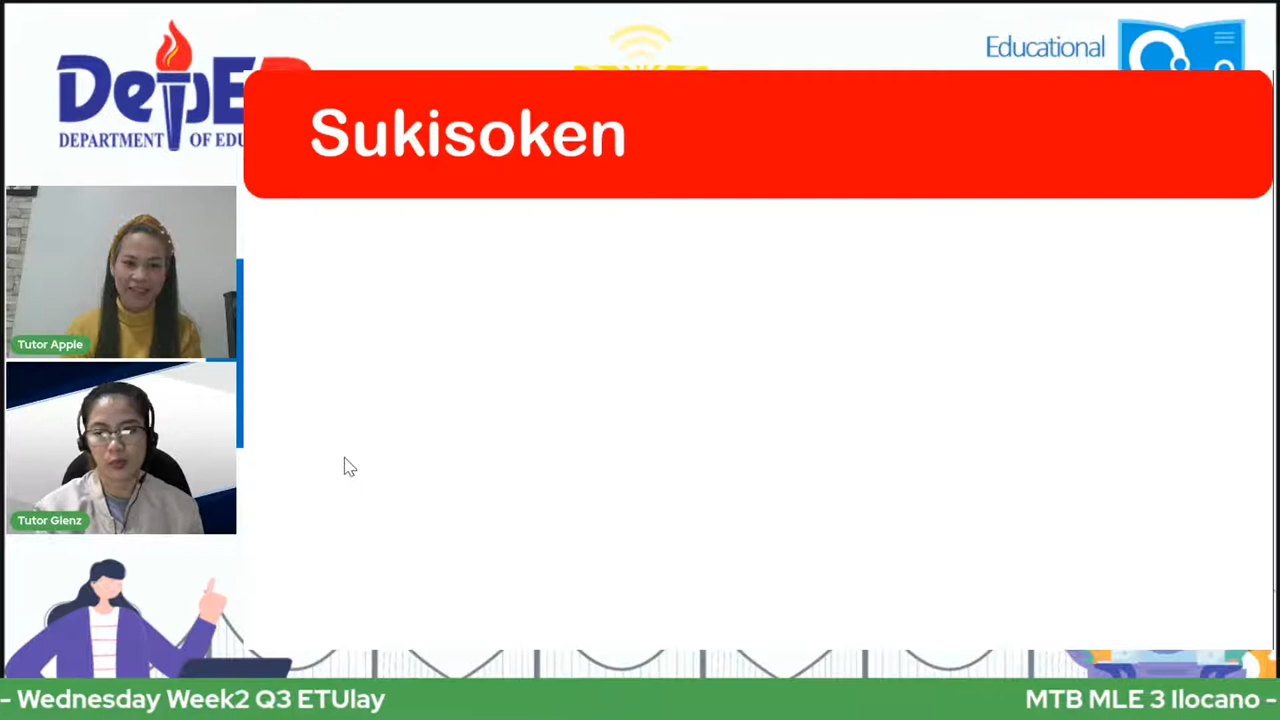 DepED
DEPARTMENT OF EDU
Educational
Sukisoken
Tutor Apple
Tutor Glenz
- Wednesday Week2 Q3 ETUlay
MTB MLE 3 Ilocano -